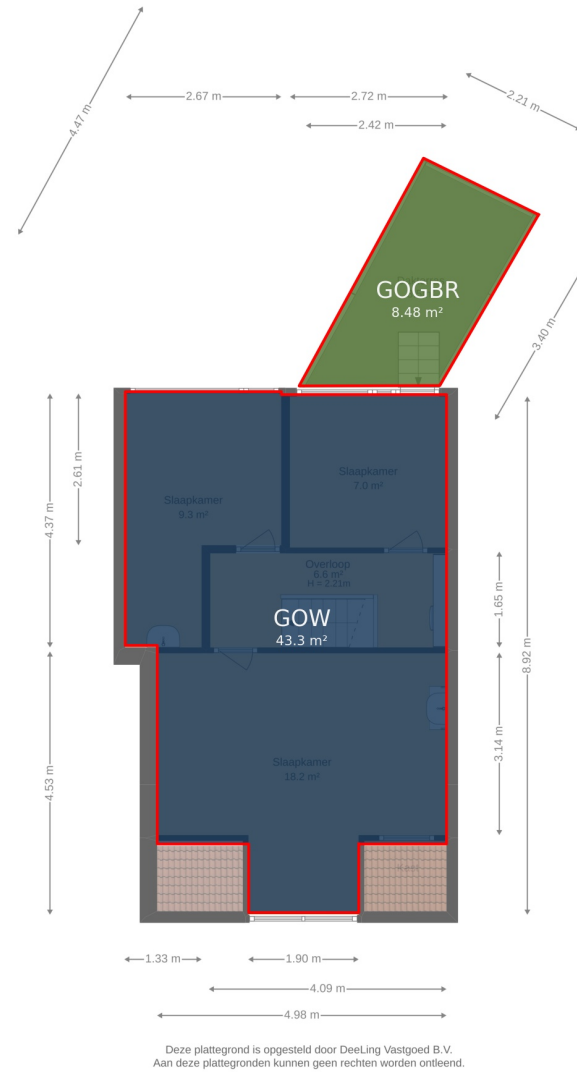 4.47 m
2.67 m
2.72 m
2.21 m
2.42 m
GOGBR
8.48 m²
3.40 m
4.37 m
2.61 m
Slaapkamer
9.3 m²
Slaapkamer
7.0 m²
Overloop
6.6 m²
H = 2.21m
GOW
43.3 m²
1.65 m
8.92 m
4.53 m
3.14 m
Slaapkamer
18.2 m²
1.33 m
1.90 m
4.09 m
4.98 m
Deze plattegrond is opgesteld door DeeLing Vastgoed B.V.
Aan deze plattegronden kunnen geen rechten worden ontleend.